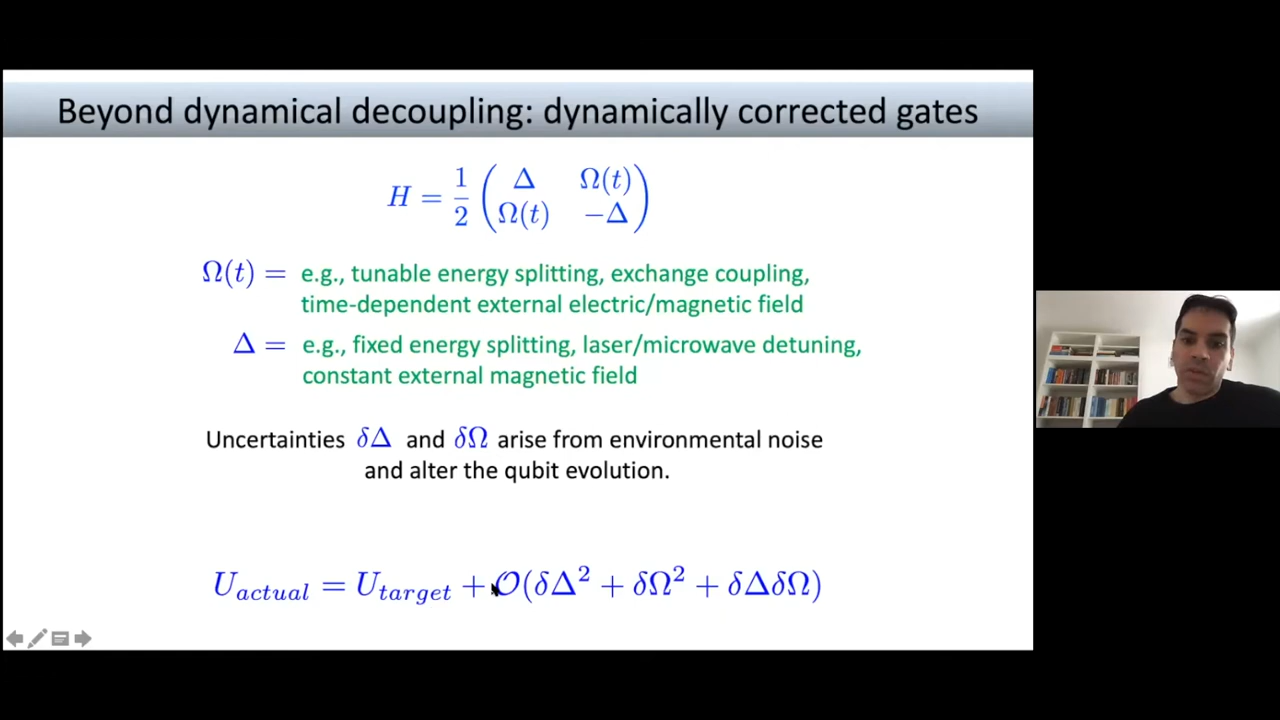 Beyond dynamical decoupling: dynamically corrected gates
H = 1/2 ( Δ Ω(t)
Ω(t) −Δ )
Ω(t) = e.g., tunable energy splitting, exchange coupling,
time-dependent external electric/magnetic field
Δ = e.g., fixed energy splitting, laser/microwave detuning,
constant external magnetic field
Uncertainties δΔ and δΩ arise from environmental noise
and alter the qubit evolution.
U_actual = U_target + 𝒪(δΔ² + δΩ² + δΔδΩ)